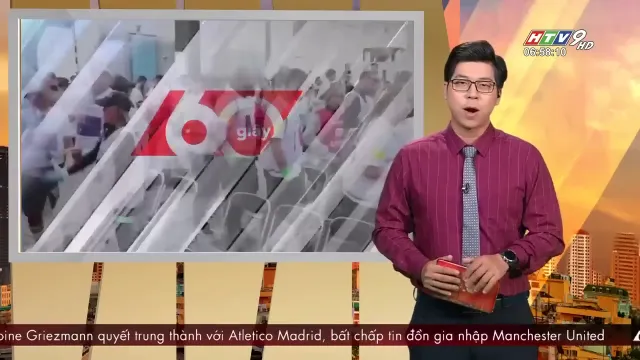 HTV9 HD
06:58:10
60 giây
oine Griezmann quyết trung thành với Atletico Madrid, bất chấp tin đồn gia nhập Manchester United